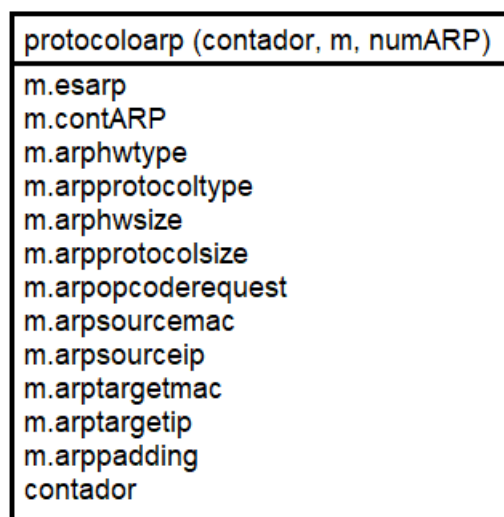 protocoloarp (contador, m, numARP)
m.esarp
m.contARP
m.arphwtype
m.arpprotocoltype
m.arphwsize
m.arpprotocolsize
m.arpopcoderequest
m.arpsourcemac
m.arpsourceip
m.arptargetmac
m.arptargetip
m.arppadding
contador